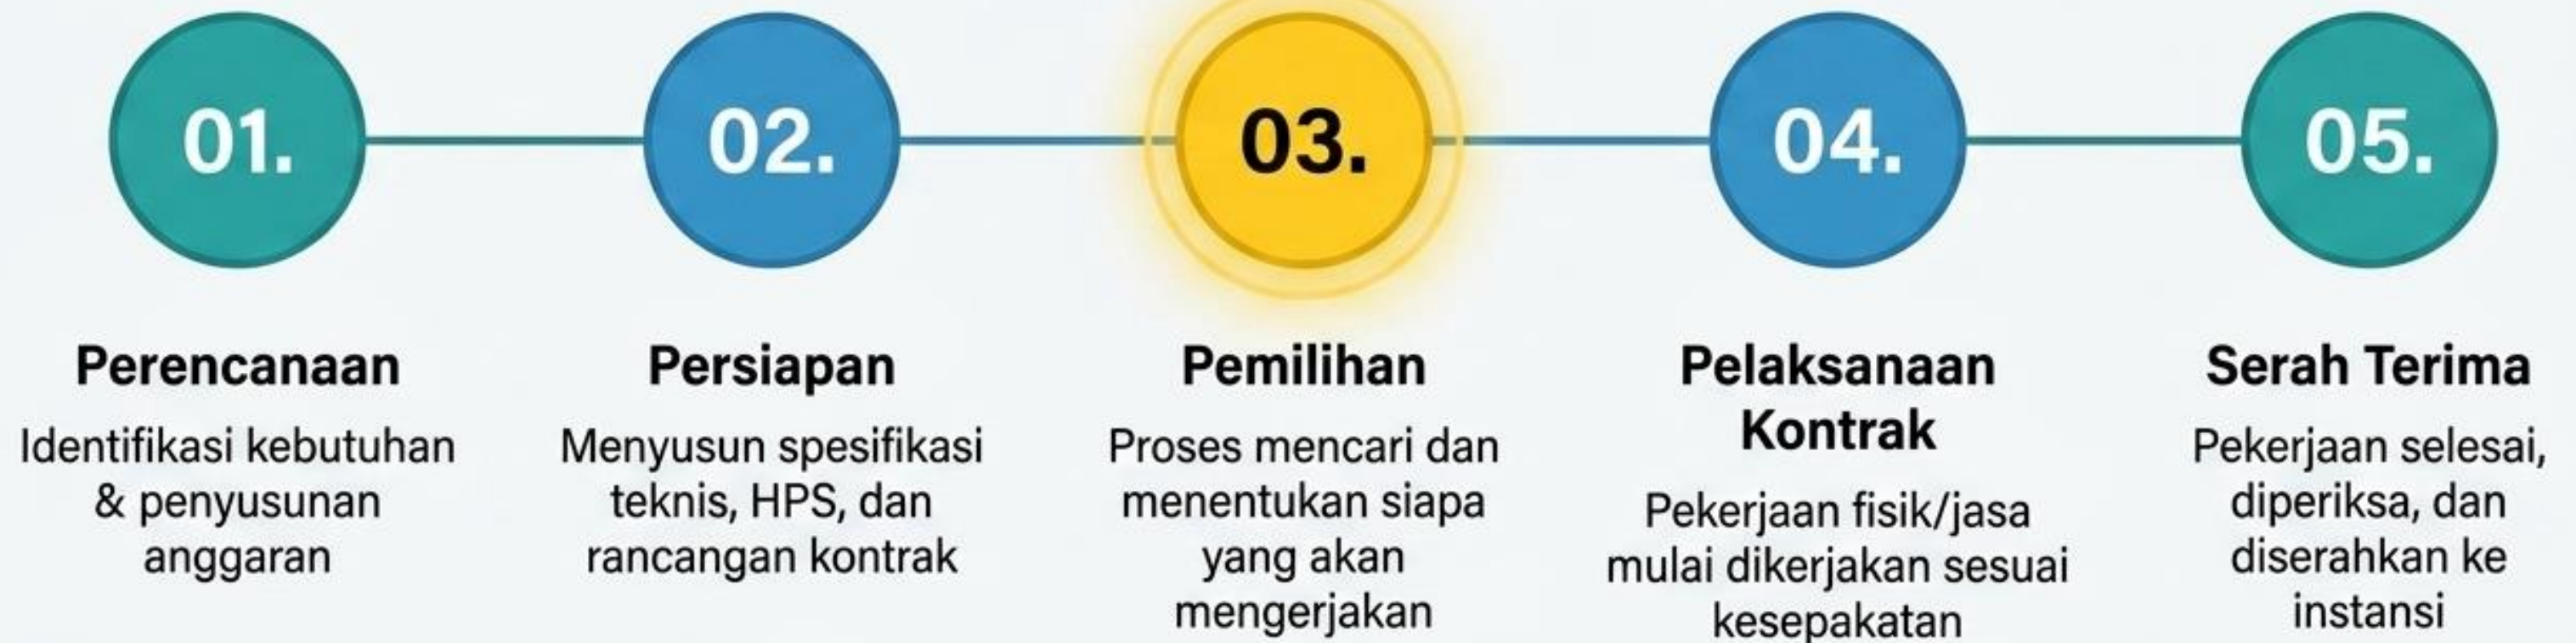 01.
02.
03.
04.
05.
Perencanaan
Identifikasi kebutuhan
& penyusunan
anggaran
Persiapan
Menyusun spesifikasi
teknis, HPS, dan
rancangan kontrak
Pemilihan
Proses mencari dan
menentukan siapa
yang akan
mengerjakan
Pelaksanaan
Kontrak
Pekerjaan fisik/jasa
mulai dikerjakan sesuai
kesepakatan
Serah Terima
Pekerjaan selesai,
diperiksa, dan
diserahkan ke
instansi